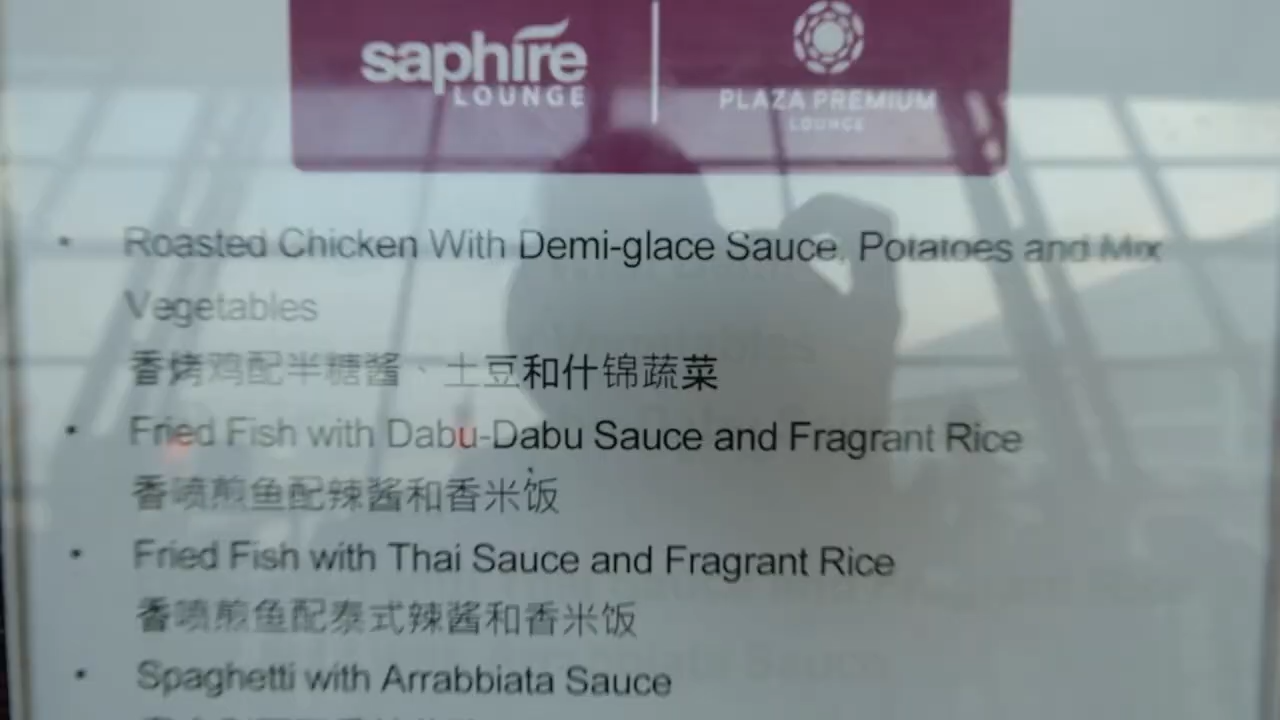 saphire
LOUNGE
PLAZA PREMIUM
LOUNGE
• Roasted Chicken With Demi-glace Sauce, Potatoes and Mix
Vegetables
香烤鸡配半糖酱、土豆和什锦蔬菜
• Fried Fish with Dabu-Dabu Sauce and Fragrant Rice
香喷煎鱼配辣酱和香米饭
• Fried Fish with Thai Sauce and Fragrant Rice
香喷煎鱼配泰式辣酱和香米饭
• Spaghetti with Arrabbiata Sauce